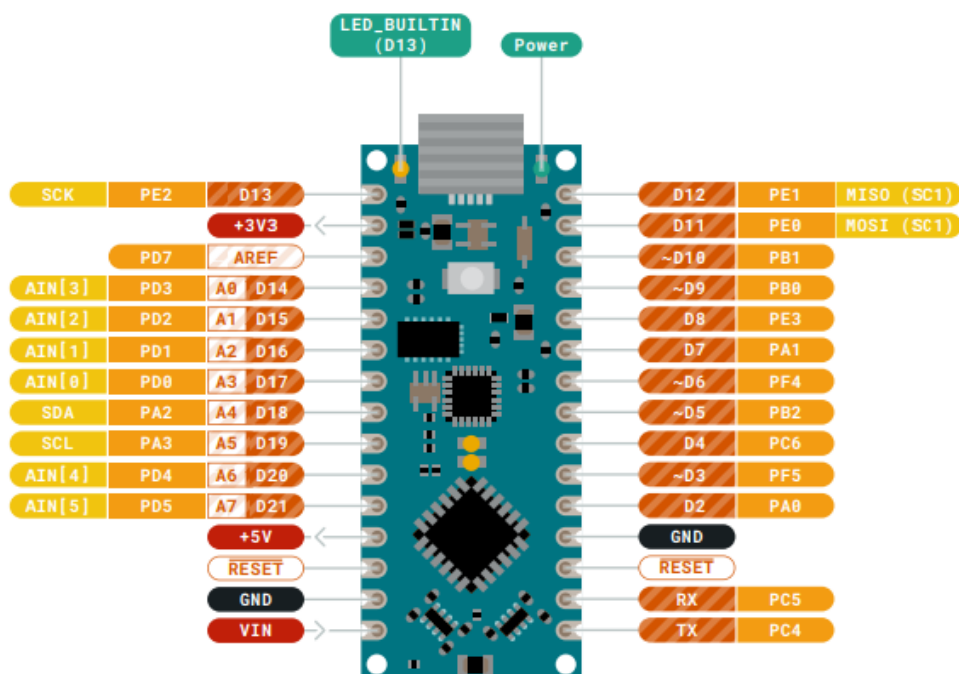 LED_BUILTIN
(D13)
Power
SCK PE2 D13
+3V3
PD7 AREF
AIN[3] PD3 A0 D14
AIN[2] PD2 A1 D15
AIN[1] PD1 A2 D16
AIN[0] PD0 A3 D17
SDA PA2 A4 D18
SCL PA3 A5 D19
AIN[4] PD4 A6 D20
AIN[5] PD5 A7 D21
+5V
RESET
GND
VIN
D12 PE1 MISO (SC1)
D11 PE0 MOSI (SC1)
~D10 PB1
~D9 PB0
D8 PE3
D7 PA1
~D6 PF4
~D5 PB2
D4 PC6
~D3 PF5
D2 PA0
GND
RESET
RX PC5
TX PC4